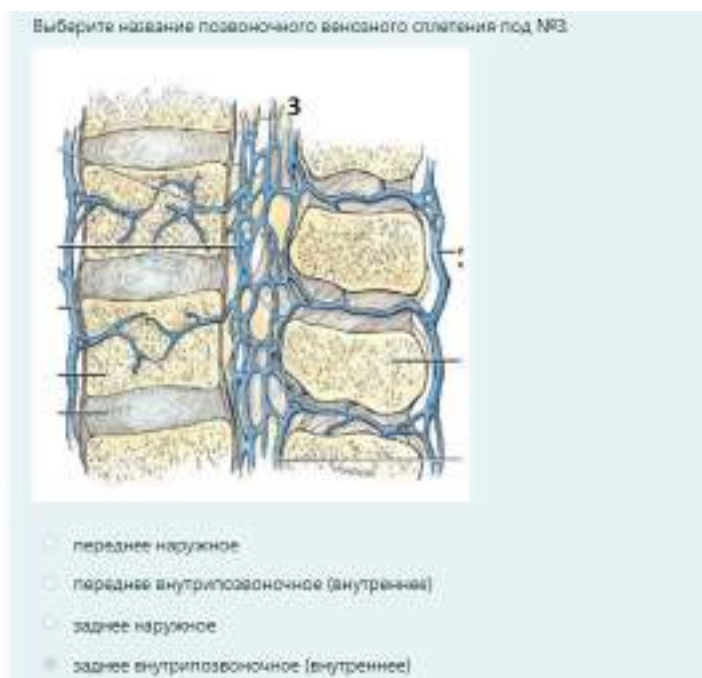 Выберите название позвоночного венозного сплетения под №3.
3
переднее наружное
переднее внутрипозвоночное (внутреннее)
заднее наружное
заднее внутрипозвоночное (внутреннее)